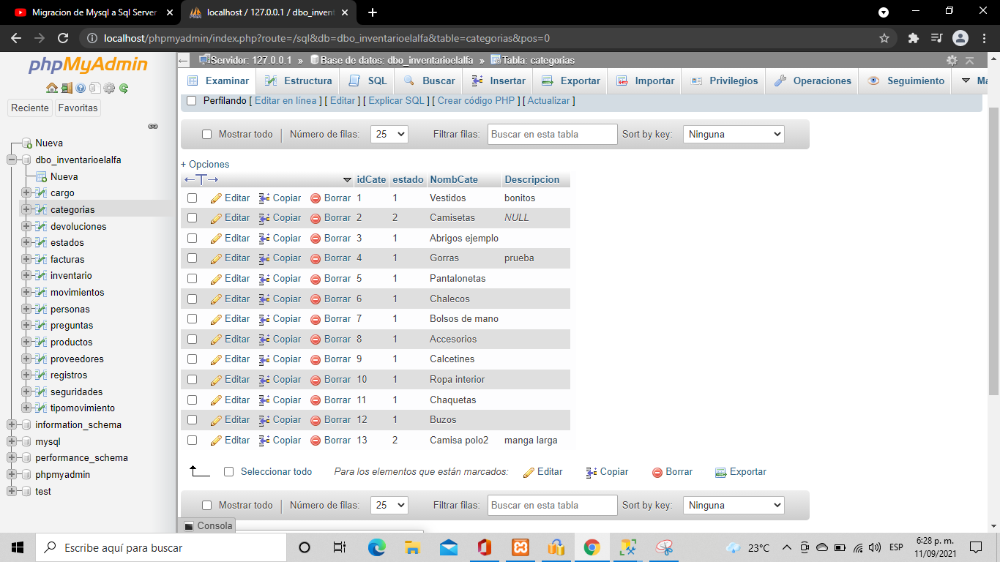 Migracion de Mysql a Sql Server
localhost / 127.0.0.1 / dbo_invent
localhost/phpmyadmin/index.php?route=/sql&db=dbo_inventarioelalfa&table=categorias&pos=0
phpMyAdmin
Reciente Favoritas
Nueva
dbo_inventarioelalfa
Nueva
cargo
categorias
devoluciones
estados
facturas
inventario
movimientos
personas
preguntas
productos
proveedores
registros
seguridades
tipomovimiento
information_schema
mysql
performance_schema
phpmyadmin
test
Servidor: 127.0.0.1 » Base de datos: dbo_inventarioelalfa » Tabla: categorias
Examinar Estructura SQL Buscar Insertar Exportar Importar Privilegios Operaciones Seguimiento Ma
Perfilando [ Editar en línea ] [ Editar ] [ Explicar SQL ] [ Crear código PHP ] [ Actualizar ]
Mostrar todo | Número de filas: 25 Filtrar filas: Buscar en esta tabla Sort by key: Ninguna
+ Opciones
←T→ idCate estado NombCate Descripcion
Editar Copiar Borrar 1 1 Vestidos bonitos
Editar Copiar Borrar 2 2 Camisetas NULL
Editar Copiar Borrar 3 1 Abrigos ejemplo
Editar Copiar Borrar 4 1 Gorras prueba
Editar Copiar Borrar 5 1 Pantalonetas
Editar Copiar Borrar 6 1 Chalecos
Editar Copiar Borrar 7 1 Bolsos de mano
Editar Copiar Borrar 8 1 Accesorios
Editar Copiar Borrar 9 1 Calcetines
Editar Copiar Borrar 10 1 Ropa interior
Editar Copiar Borrar 11 1 Chaquetas
Editar Copiar Borrar 12 1 Buzos
Editar Copiar Borrar 13 2 Camisa polo2 manga larga
Seleccionar todo Para los elementos que están marcados: Editar Copiar Borrar Exportar
Mostrar todo | Número de filas: 25 Filtrar filas: Buscar en esta tabla Sort by key: Ninguna
Consola
Escribe aquí para buscar
23°C
ESP
6:28 p. m.
11/09/2021